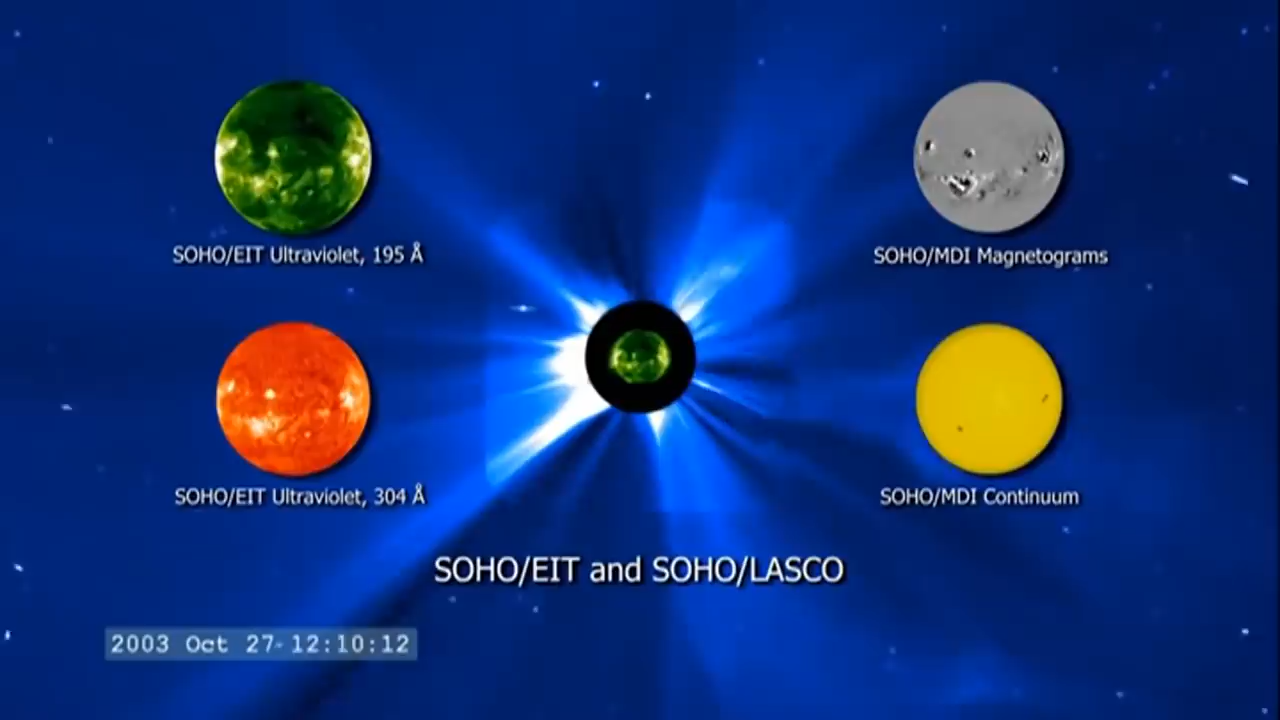 SOHO/EIT Ultraviolet, 195 Å
SOHO/MDI Magnetograms
SOHO/EIT Ultraviolet, 304 Å
SOHO/MDI Continuum
SOHO/EIT and SOHO/LASCO
2003 Oct 27 12:10:12